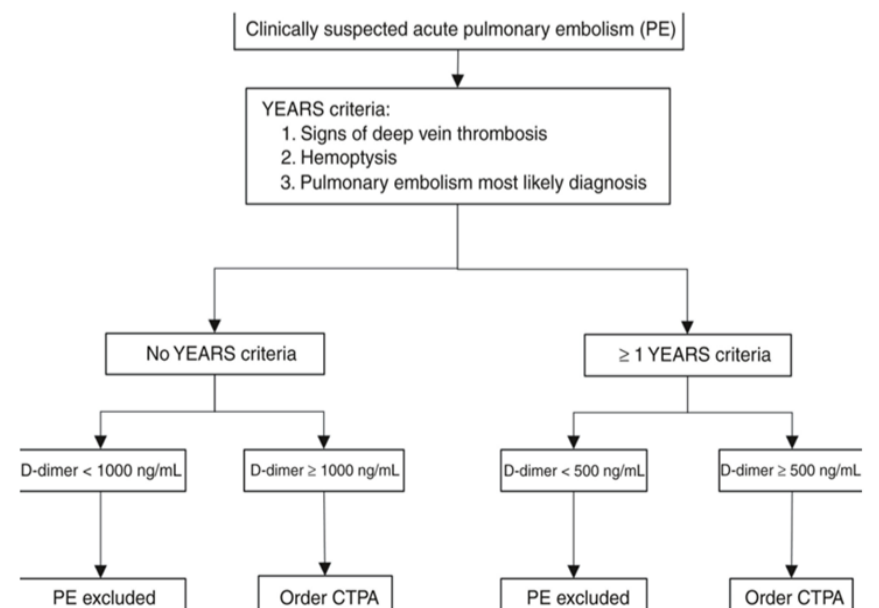 Clinically suspected acute pulmonary embolism (PE)
YEARS criteria:
1. Signs of deep vein thrombosis
2. Hemoptysis
3. Pulmonary embolism most likely diagnosis
No YEARS criteria
≥ 1 YEARS criteria
D-dimer < 1000 ng/mL
D-dimer ≥ 1000 ng/mL
D-dimer < 500 ng/mL
D-dimer ≥ 500 ng/mL
PE excluded
Order CTPA
PE excluded
Order CTPA